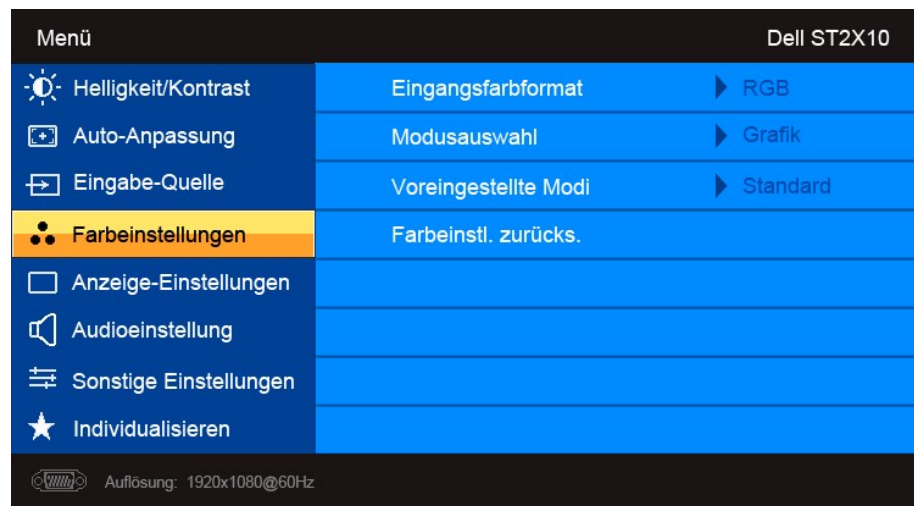 Menü Dell ST2X10
Helligkeit/Kontrast Eingangsfarbformat RGB
Auto-Anpassung Modusauswahl Grafik
Eingabe-Quelle Voreingestellte Modi Standard
Farbeinstellungen Farbeinstl. zurücks.
Anzeige-Einstellungen
Audioeinstellung
Sonstige Einstellungen
Individualisieren
Auflösung: 1920x1080@60Hz